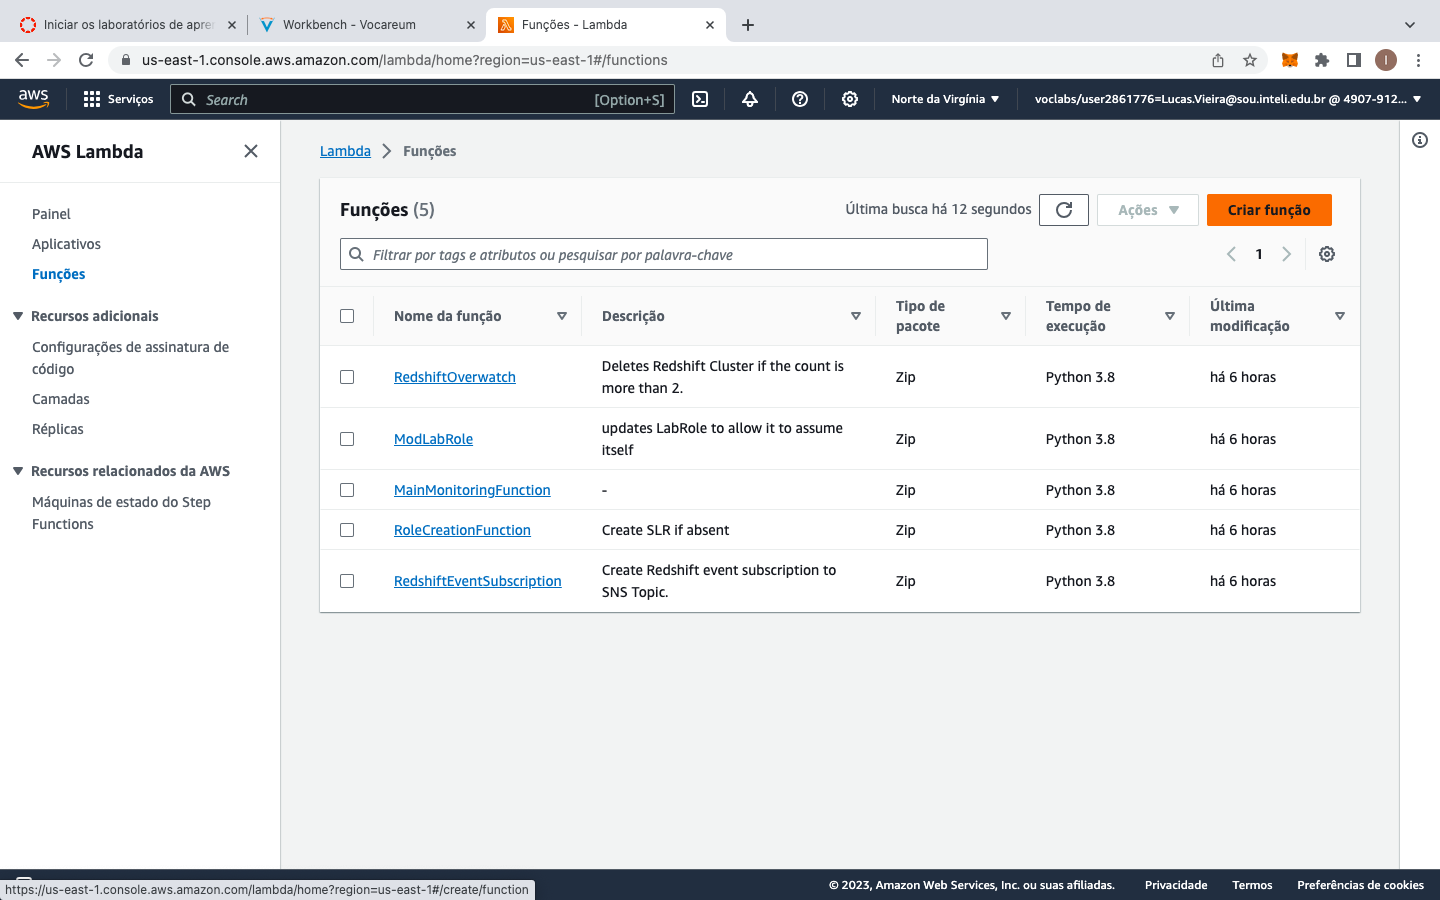 Iniciar os laboratórios de apre
Workbench - Vocareum
Funções - Lambda
us-east-1.console.aws.amazon.com/lambda/home?region=us-east-1#/functions
I
aws
Serviços
Search
[Option+S]
Norte da Virgínia
voclabs/user2861776=Lucas.Vieira@sou.inteli.edu.br @ 4907-912...
AWS Lambda
Painel
Aplicativos
Funções
Recursos adicionais
Configurações de assinatura de
código
Camadas
Réplicas
Recursos relacionados da AWS
Máquinas de estado do Step
Functions
Lambda
Funções
Funções (5)
Última busca há 12 segundos
Ações
Criar função
Filtrar por tags e atributos ou pesquisar por palavra-chave
1
Nome da função
Descrição
Tipo de
pacote
Tempo de
execução
Última
modificação
RedshiftOverwatch
Deletes Redshift Cluster if the count is
more than 2.
Zip
Python 3.8
há 6 horas
ModLabRole
updates LabRole to allow it to assume
itself
Zip
Python 3.8
há 6 horas
MainMonitoringFunction
-
Zip
Python 3.8
há 6 horas
RoleCreationFunction
Create SLR if absent
Zip
Python 3.8
há 6 horas
RedshiftEventSubscription
Create Redshift event subscription to
SNS Topic.
Zip
Python 3.8
há 6 horas
https://us-east-1.console.aws.amazon.com/lambda/home?region=us-east-1#/create/function
© 2023, Amazon Web Services, Inc. ou suas afiliadas.
Privacidade
Termos
Preferências de cookies